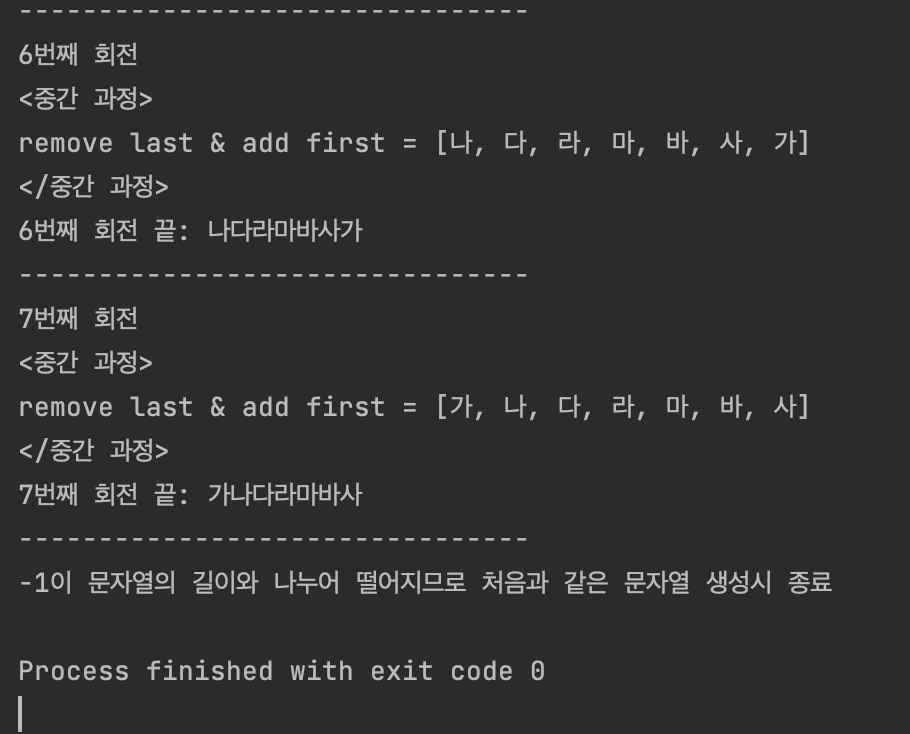 --------------------------------
6번째 회전
<중간 과정>
remove last & add first = [나, 다, 라, 마, 바, 사, 가]
</중간 과정>
6번째 회전 끝: 나다라마바사가
--------------------------------
7번째 회전
<중간 과정>
remove last & add first = [가, 나, 다, 라, 마, 바, 사]
</중간 과정>
7번째 회전 끝: 가나다라마바사
--------------------------------
-1이 문자열의 길이와 나누어 떨어지므로 처음과 같은 문자열 생성시 종료
Process finished with exit code 0